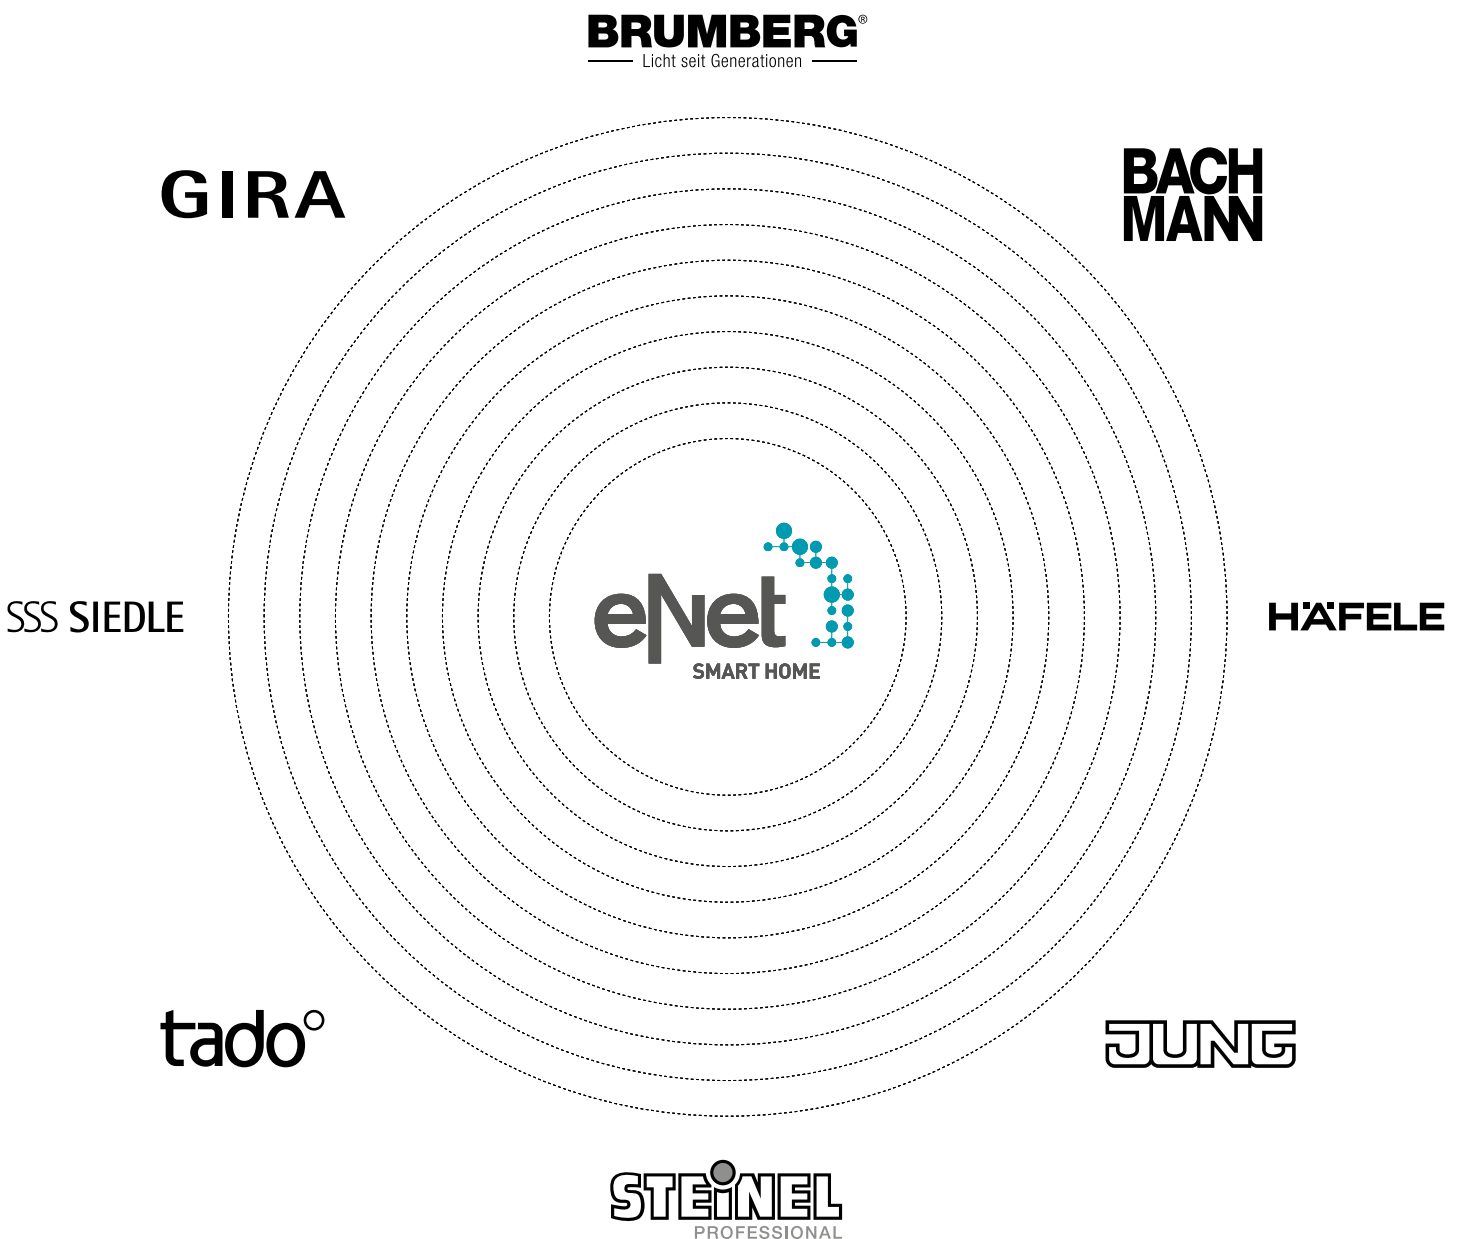 BRUMBERG®
Licht seit Generationen
GIRA
BACH
MANN
eNet
SMART HOME
SSS SIEDLE
HÄFELE
tado°
JUNG
STEINEL
PROFESSIONAL